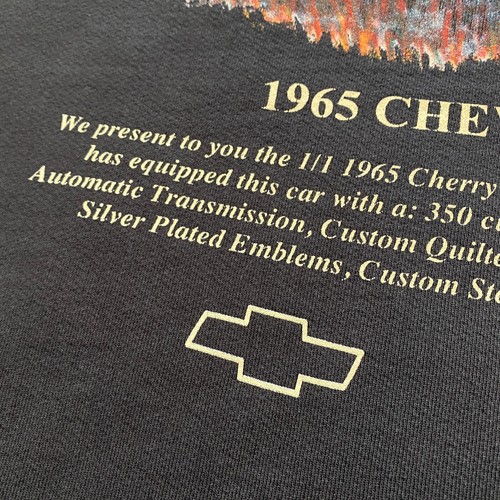 1965 CHEV
We present to you the 1/1 1965 Cherry
has equipped this car with a: 350 c
Automatic Transmission, Custom Quilte
Silver Plated Emblems, Custom Ste